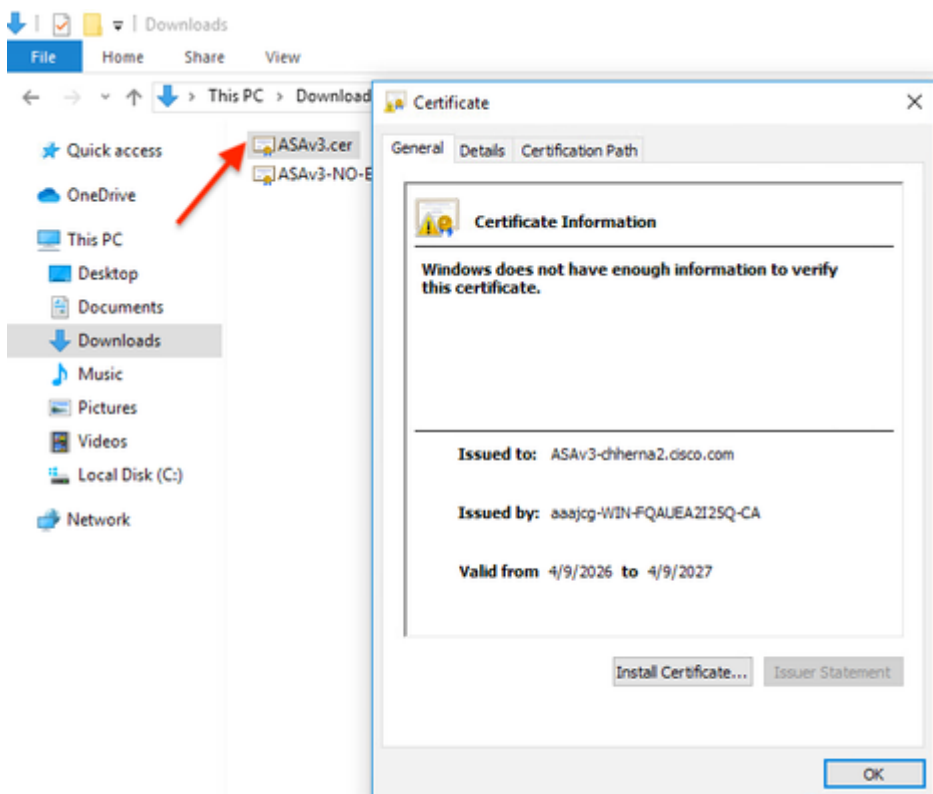 Downloads
File Home Share View
This PC > Download
Quick access
OneDrive
This PC
Desktop
Documents
Downloads
Music
Pictures
Videos
Local Disk (C:)
Network
ASAv3.cer
ASAv3-NO-E
Certificate
General Details Certification Path
Certificate Information
Windows does not have enough information to verify
this certificate.
Issued to: ASAv3-chherna2.cisco.com
Issued by: aaajcg-WIN-FQAUEA2I2SQ-CA
Valid from 4/9/2026 to 4/9/2027
Install Certificate... Issuer Statement
OK